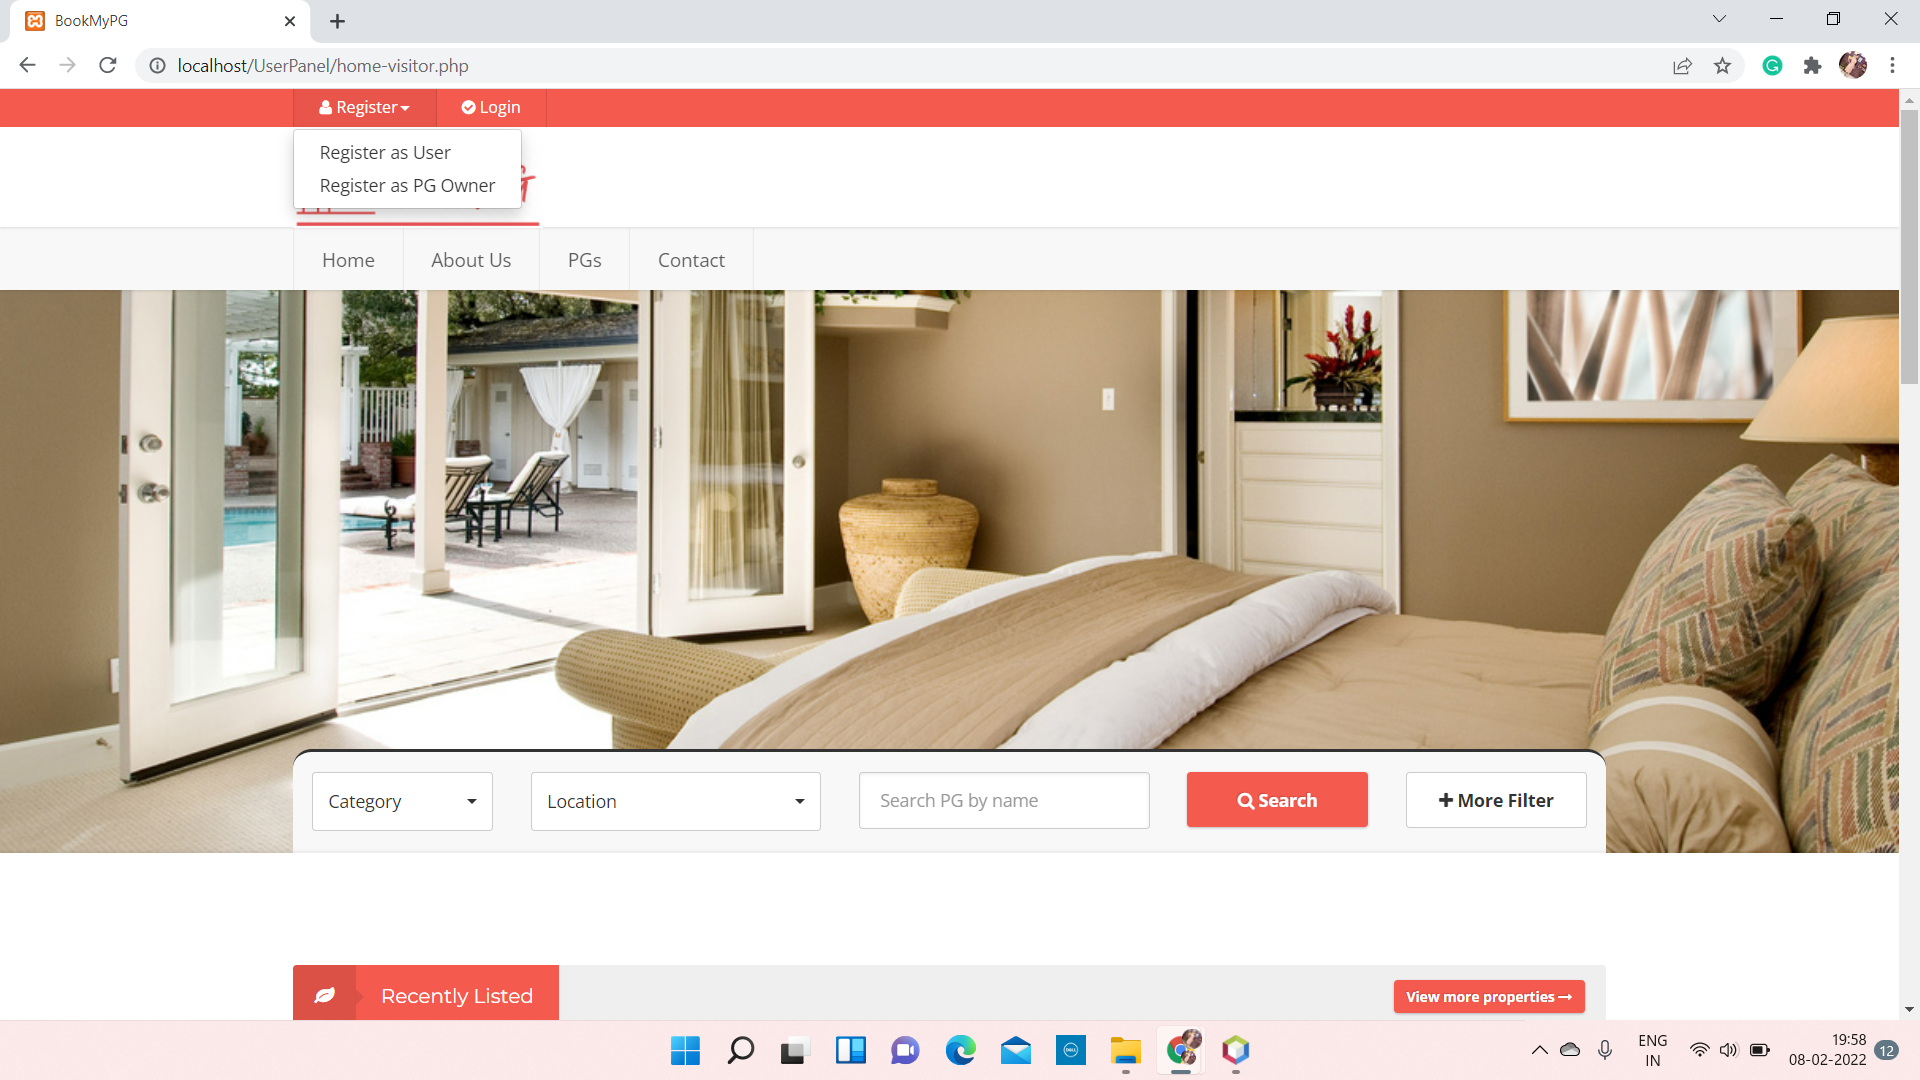 BookMyPG
localhost/UserPanel/home-visitor.php
Register
Login
Register as User
Register as PG Owner
Home
About Us
PGs
Contact
Category
Location
Search PG by name
Search
+ More Filter
Recently Listed
View more properties →
DELL
ENG
IN
19:58
08-02-2022
12